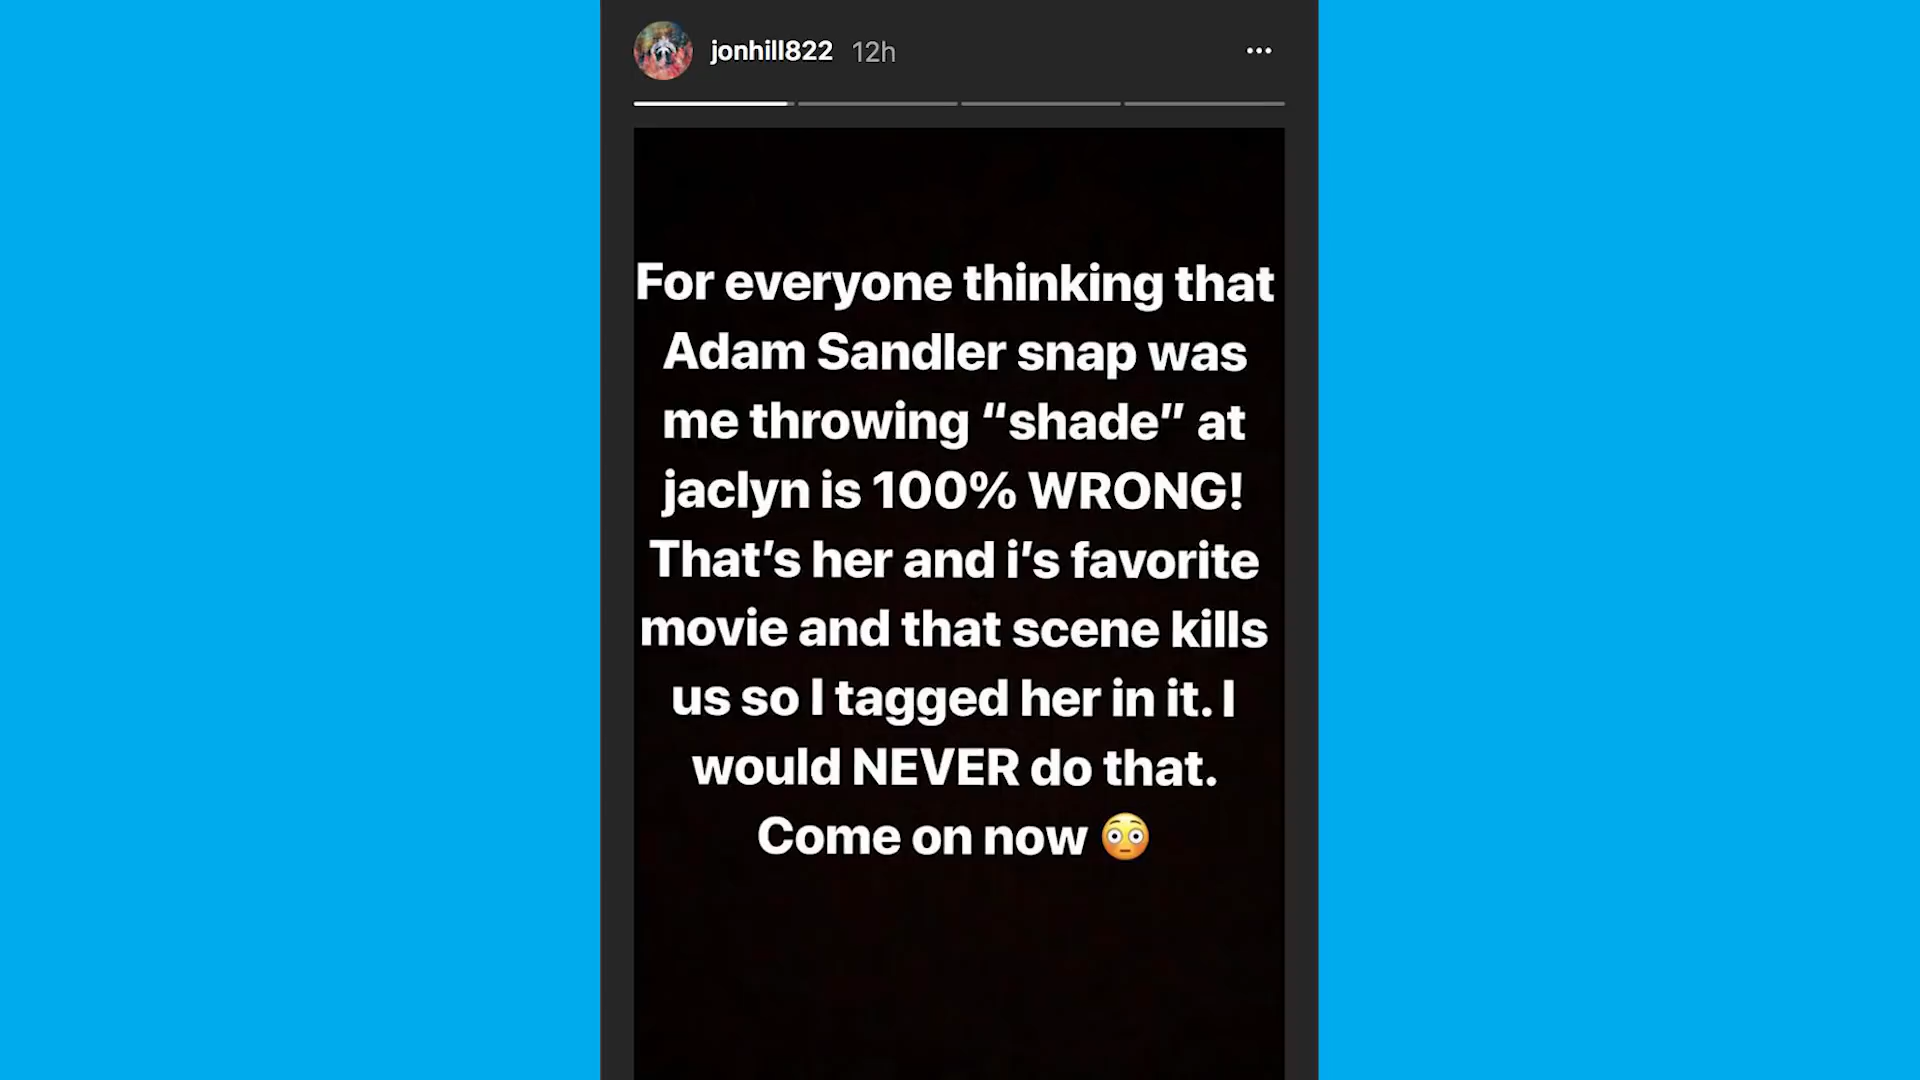 jonhill822 12h
For everyone thinking that
Adam Sandler snap was
me throwing “shade” at
jaclyn is 100% WRONG!
That’s her and i’s favorite
movie and that scene kills
us so I tagged her in it. I
would NEVER do that.
Come on now 😳